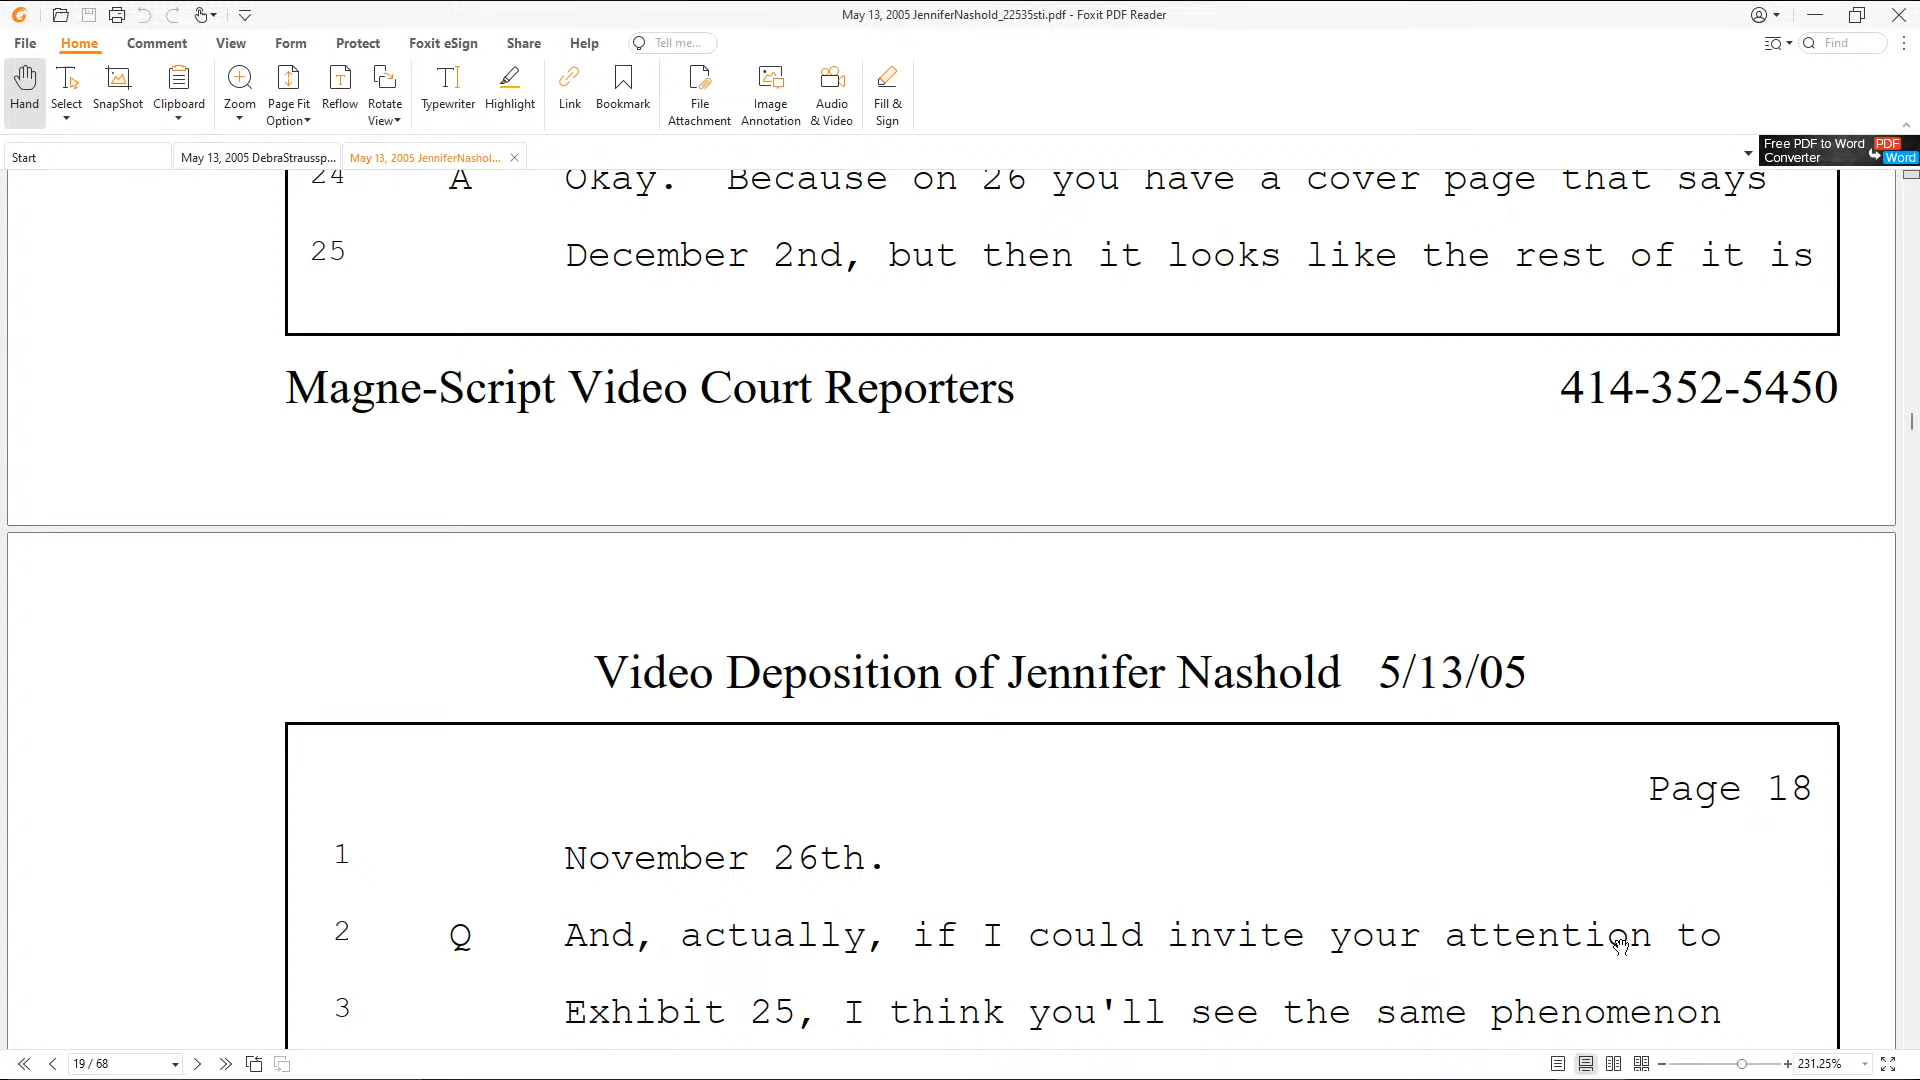 May 13, 2005 JenniferNashold_22535sti.pdf - Foxit PDF Reader
File Home Comment View Form Protect Foxit eSign Share Help Tell me... Find
Hand Select SnapShot Clipboard Zoom Page Fit Option Reflow Rotate View Typewriter Highlight Link Bookmark File Attachment Image Annotation Audio & Video Fill & Sign
Start May 13, 2005 DebraStraussp... May 13, 2005 JenniferNashol...
Free PDF to Word Converter PDF Word
24 A Okay. Because on 26 you have a cover page that says
25 December 2nd, but then it looks like the rest of it is
Magne-Script Video Court Reporters 414-352-5450
Video Deposition of Jennifer Nashold 5/13/05
Page 18
1 November 26th.
2 Q And, actually, if I could invite your attention to
3 Exhibit 25, I think you'll see the same phenomenon
19 / 68 231.25%